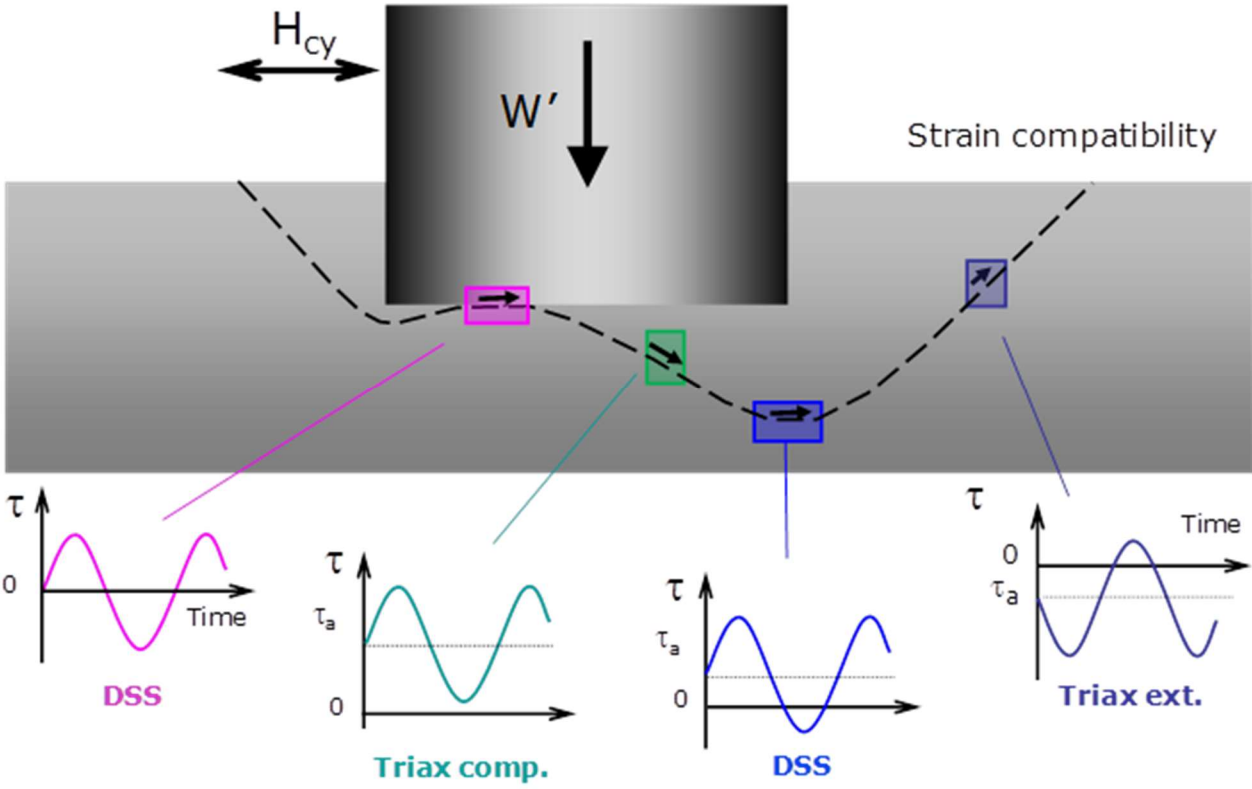 H_cy
W’
Strain compatibility
τ
0
Time
DSS
τ
τ_a
0
Triax comp.
τ
τ_a
0
DSS
τ
Time
0
τ_a
Triax ext.